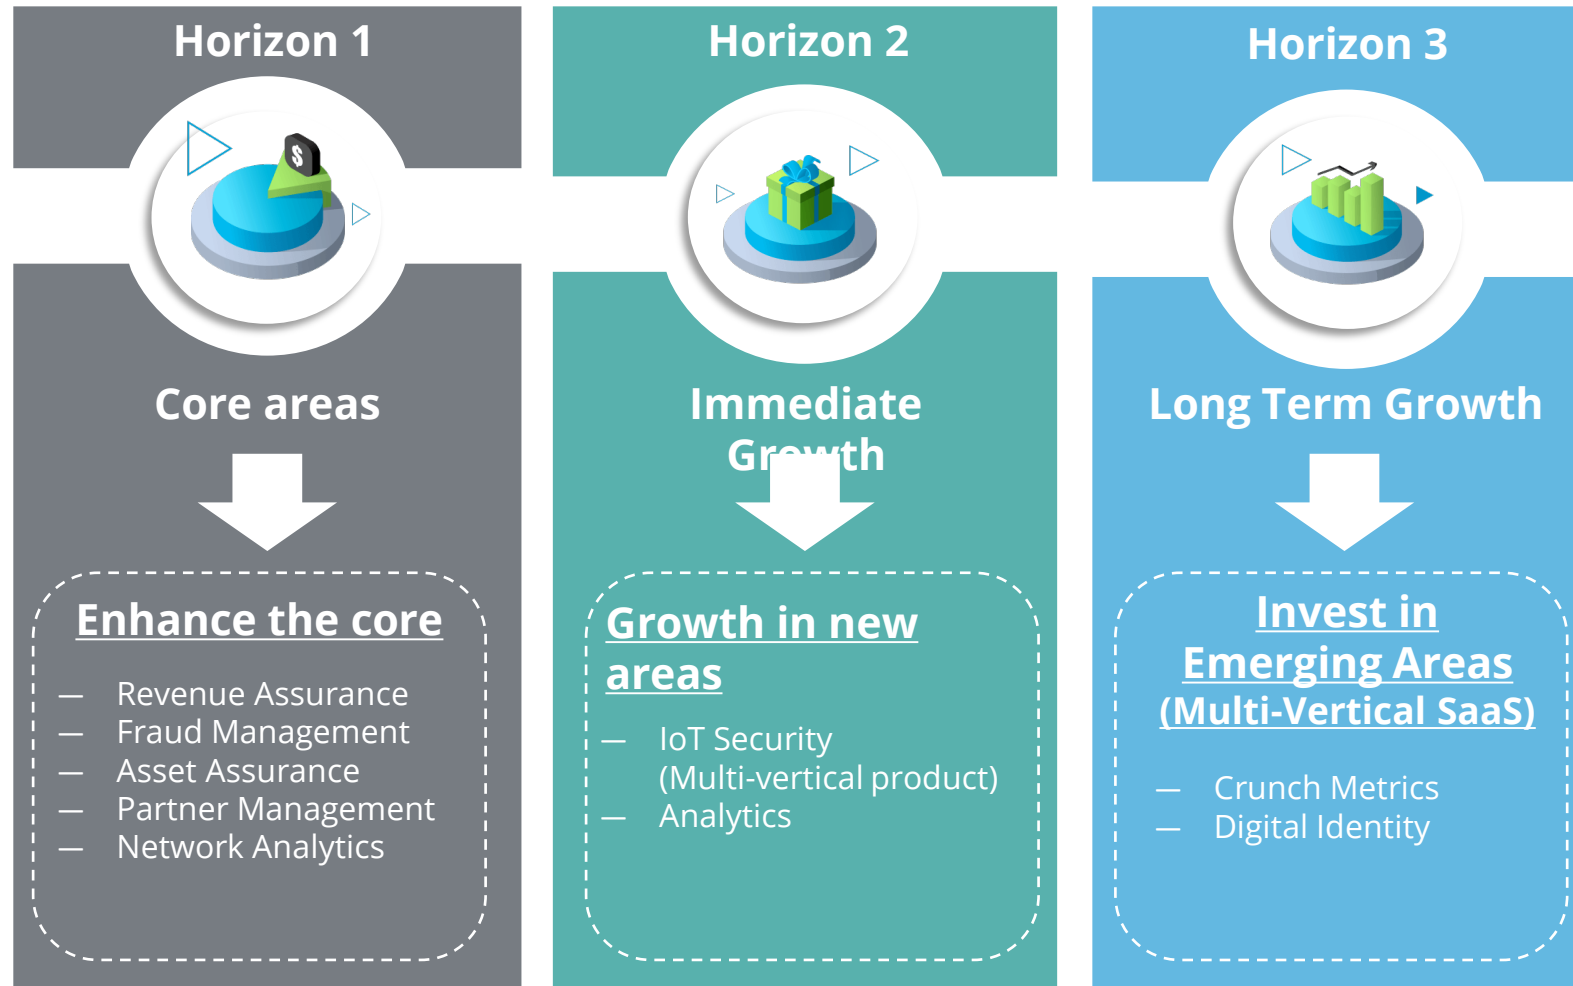 Horizon 1
$
Core areas
Enhance the core
— Revenue Assurance
— Fraud Management
— Asset Assurance
— Partner Management
— Network Analytics
Horizon 2
Immediate
Growth
Growth in new
areas
— IoT Security
(Multi-vertical product)
— Analytics
Horizon 3
Long Term Growth
Invest in
Emerging Areas
(Multi-Vertical SaaS)
— Crunch Metrics
— Digital Identity